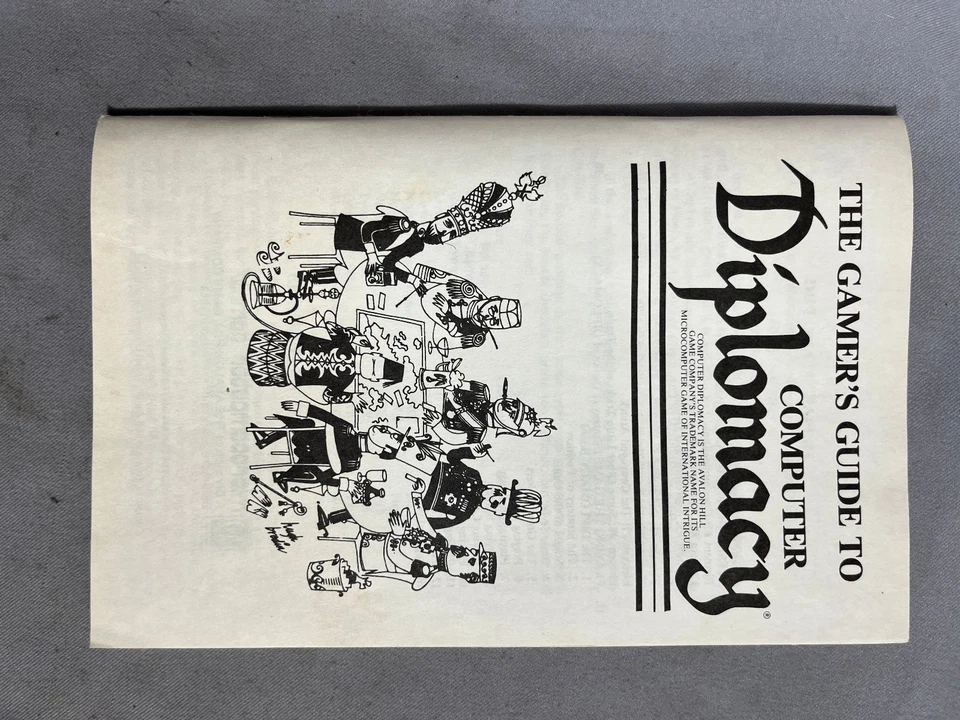 THE GAMER'S GUIDE TO
COMPUTER
Diplomacy®
COMPUTER DIPLOMACY IS THE AVALON HILL
GAME COMPANY'S TRADEMARK NAME FOR ITS
MICROCOMPUTER GAME OF INTERNATIONAL INTRIGUE.